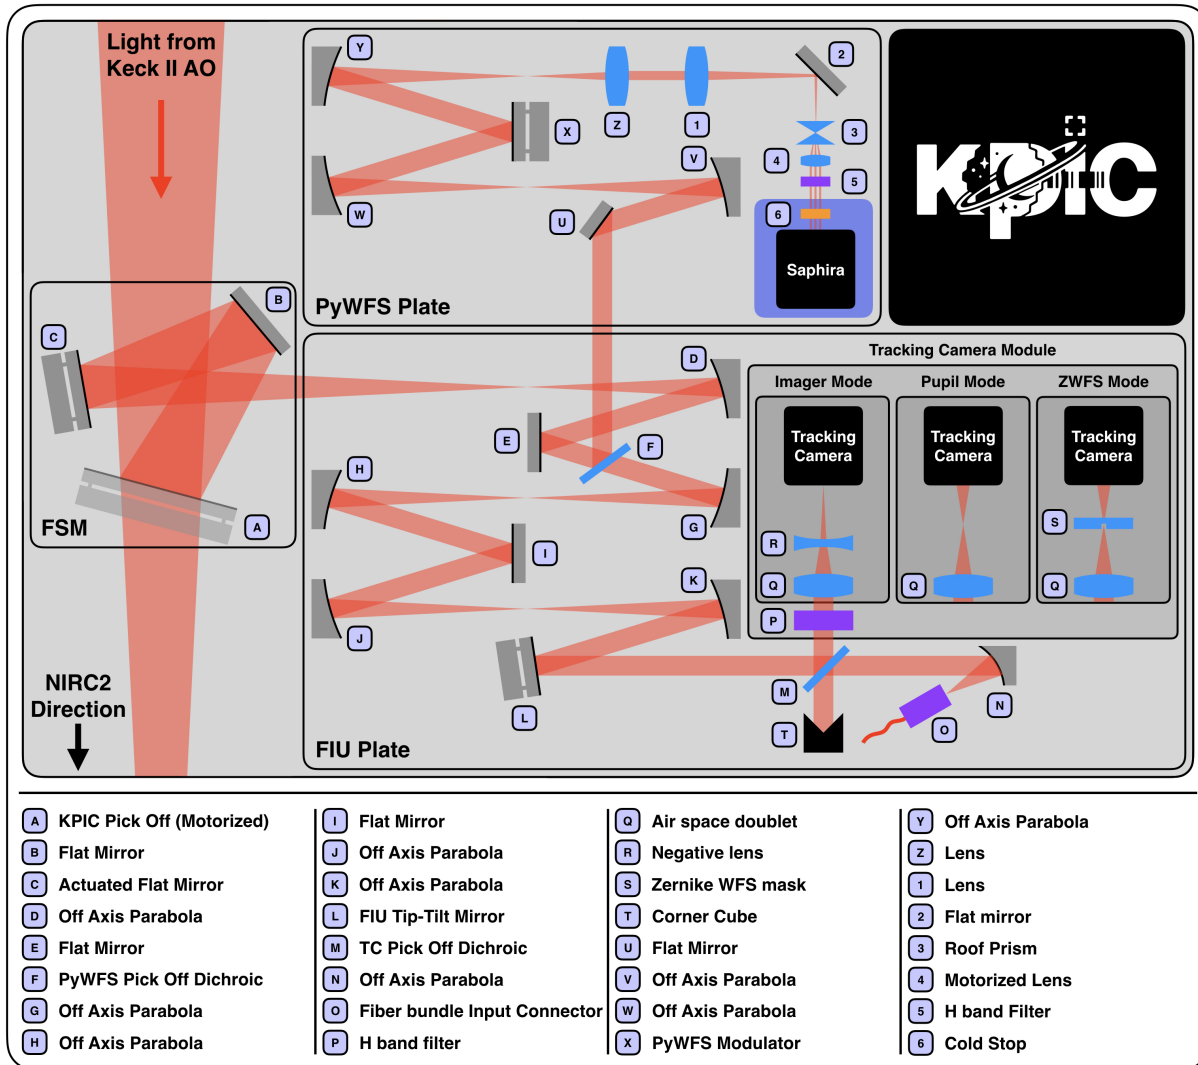 Light from
Keck II AO
Y
2
Z
1
X
3
V
4
5
W
U
6
Saphira
PyWFS Plate
KPIC
B
C
A
FSM
NIRC2
Direction
D
E
F
H
G
I
K
J
L
M
N
T
O
FIU Plate
Tracking Camera Module
Imager Mode
Pupil Mode
ZWFS Mode
Tracking
Camera
Tracking
Camera
Tracking
Camera
R
S
Q
Q
Q
P
A KPIC Pick Off (Motorized)
B Flat Mirror
C Actuated Flat Mirror
D Off Axis Parabola
E Flat Mirror
F PyWFS Pick Off Dichroic
G Off Axis Parabola
H Off Axis Parabola
I Flat Mirror
J Off Axis Parabola
K Off Axis Parabola
L FIU Tip-Tilt Mirror
M TC Pick Off Dichroic
N Off Axis Parabola
O Fiber bundle Input Connector
P H band filter
Q Air space doublet
R Negative lens
S Zernike WFS mask
T Corner Cube
U Flat Mirror
V Off Axis Parabola
W Off Axis Parabola
X PyWFS Modulator
Y Off Axis Parabola
Z Lens
1 Lens
2 Flat mirror
3 Roof Prism
4 Motorized Lens
5 H band Filter
6 Cold Stop